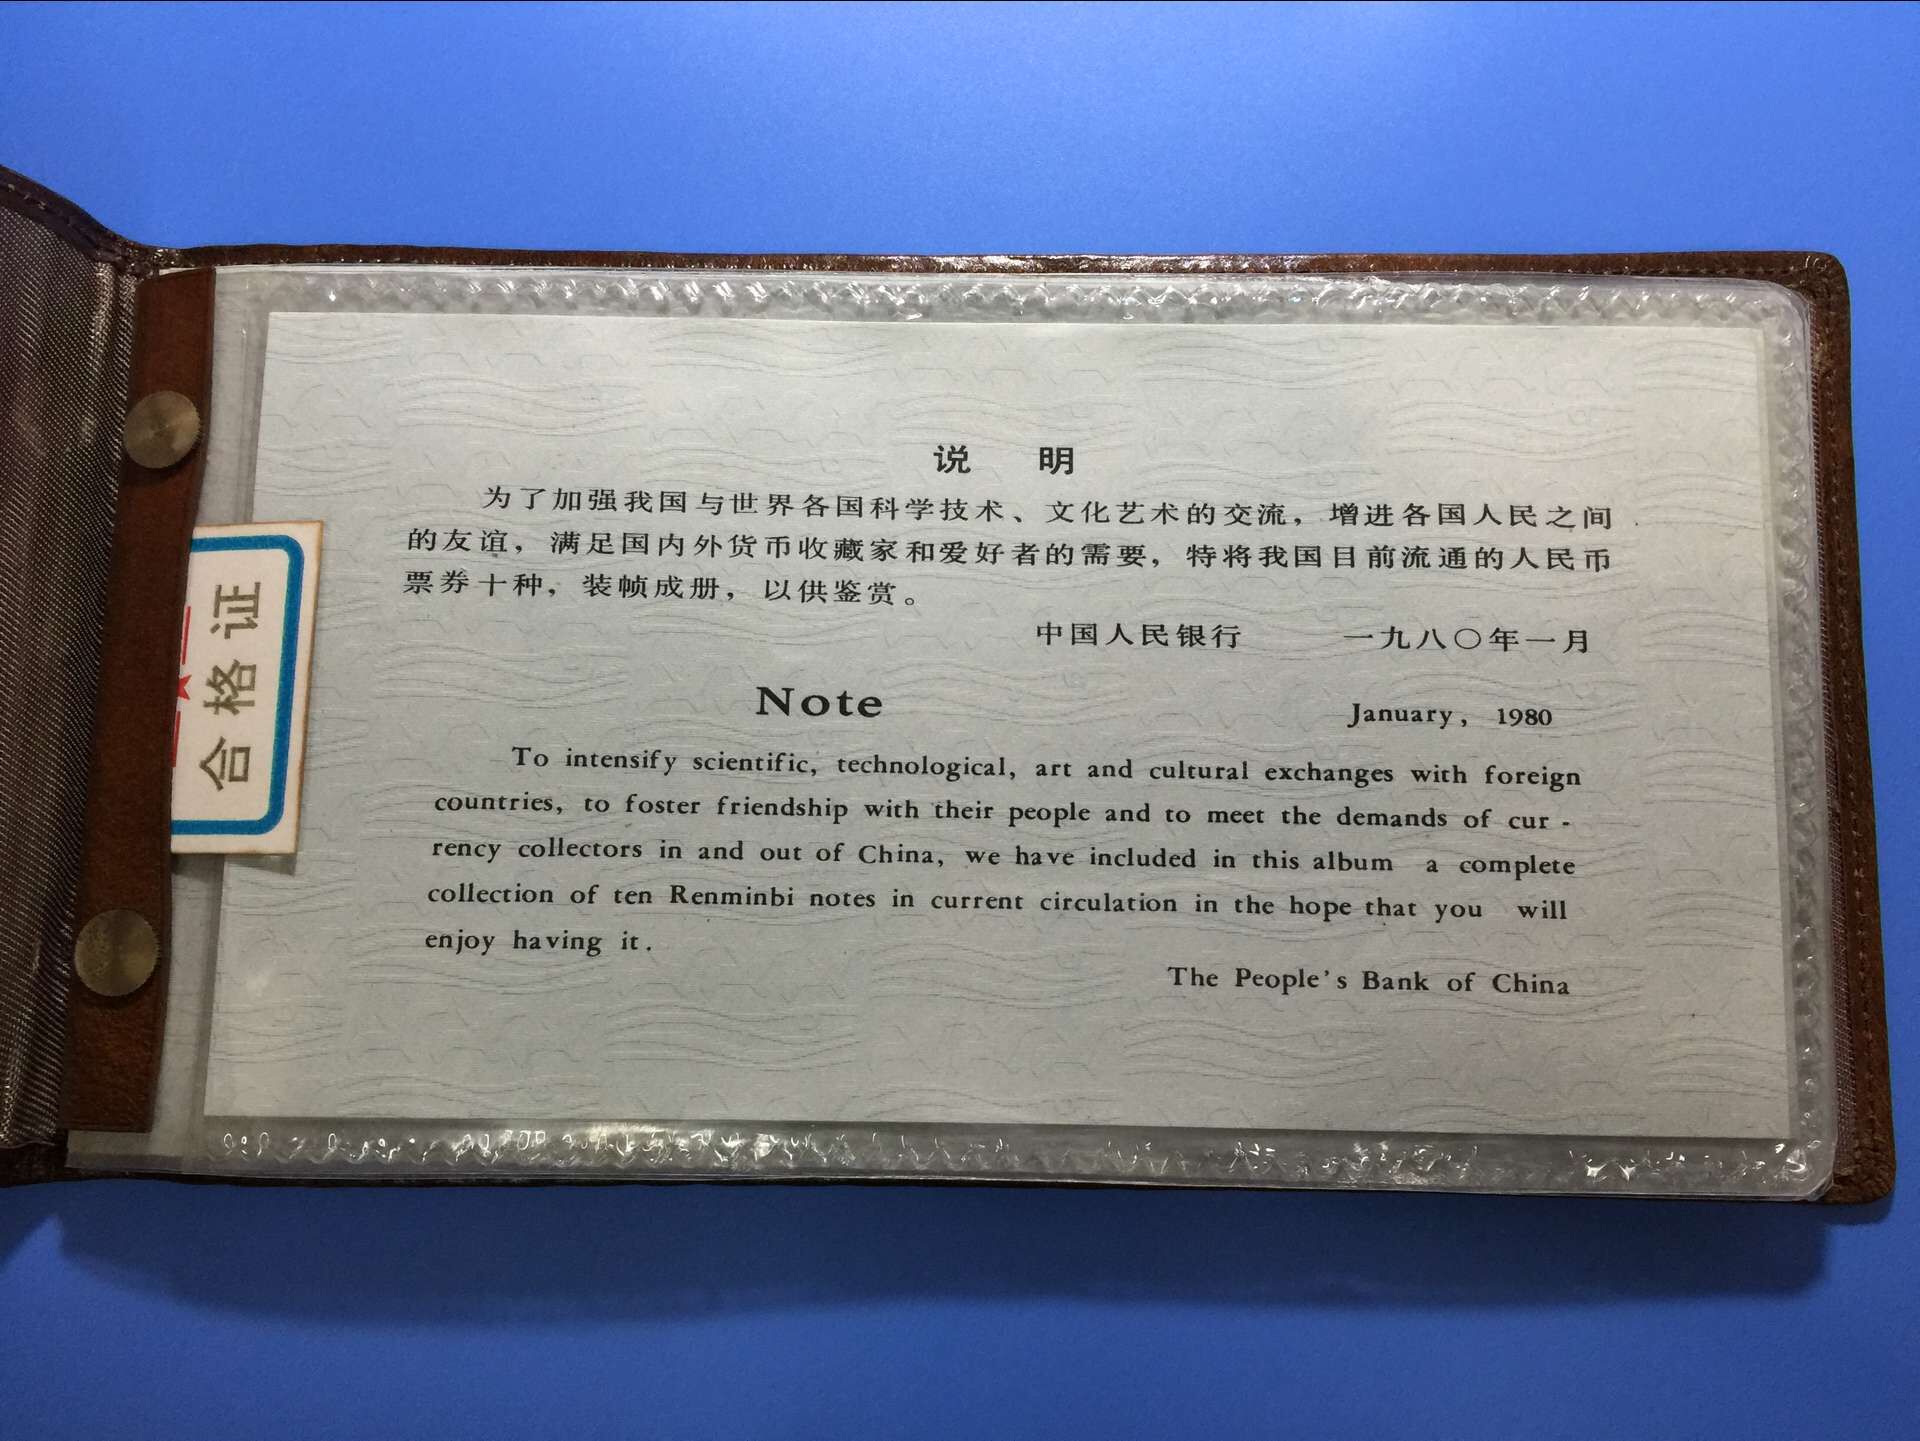 说 明
为了加强我国与世界各国科学技术、文化艺术的交流，增进各国人民之间
的友谊，满足国内外货币收藏家和爱好者的需要，特将我国目前流通的人民币
票券十种，装帧成册，以供鉴赏。
中国人民银行 一九八〇年一月
Note
January, 1980
To intensify scientific, technological, art and cultural exchanges with foreign
countries, to foster friendship with their people and to meet the demands of cur -
rency collectors in and out of China, we have included in this album a complete
collection of ten Renminbi notes in current circulation in the hope that you will
enjoy having it.
The People's Bank of China
合格证